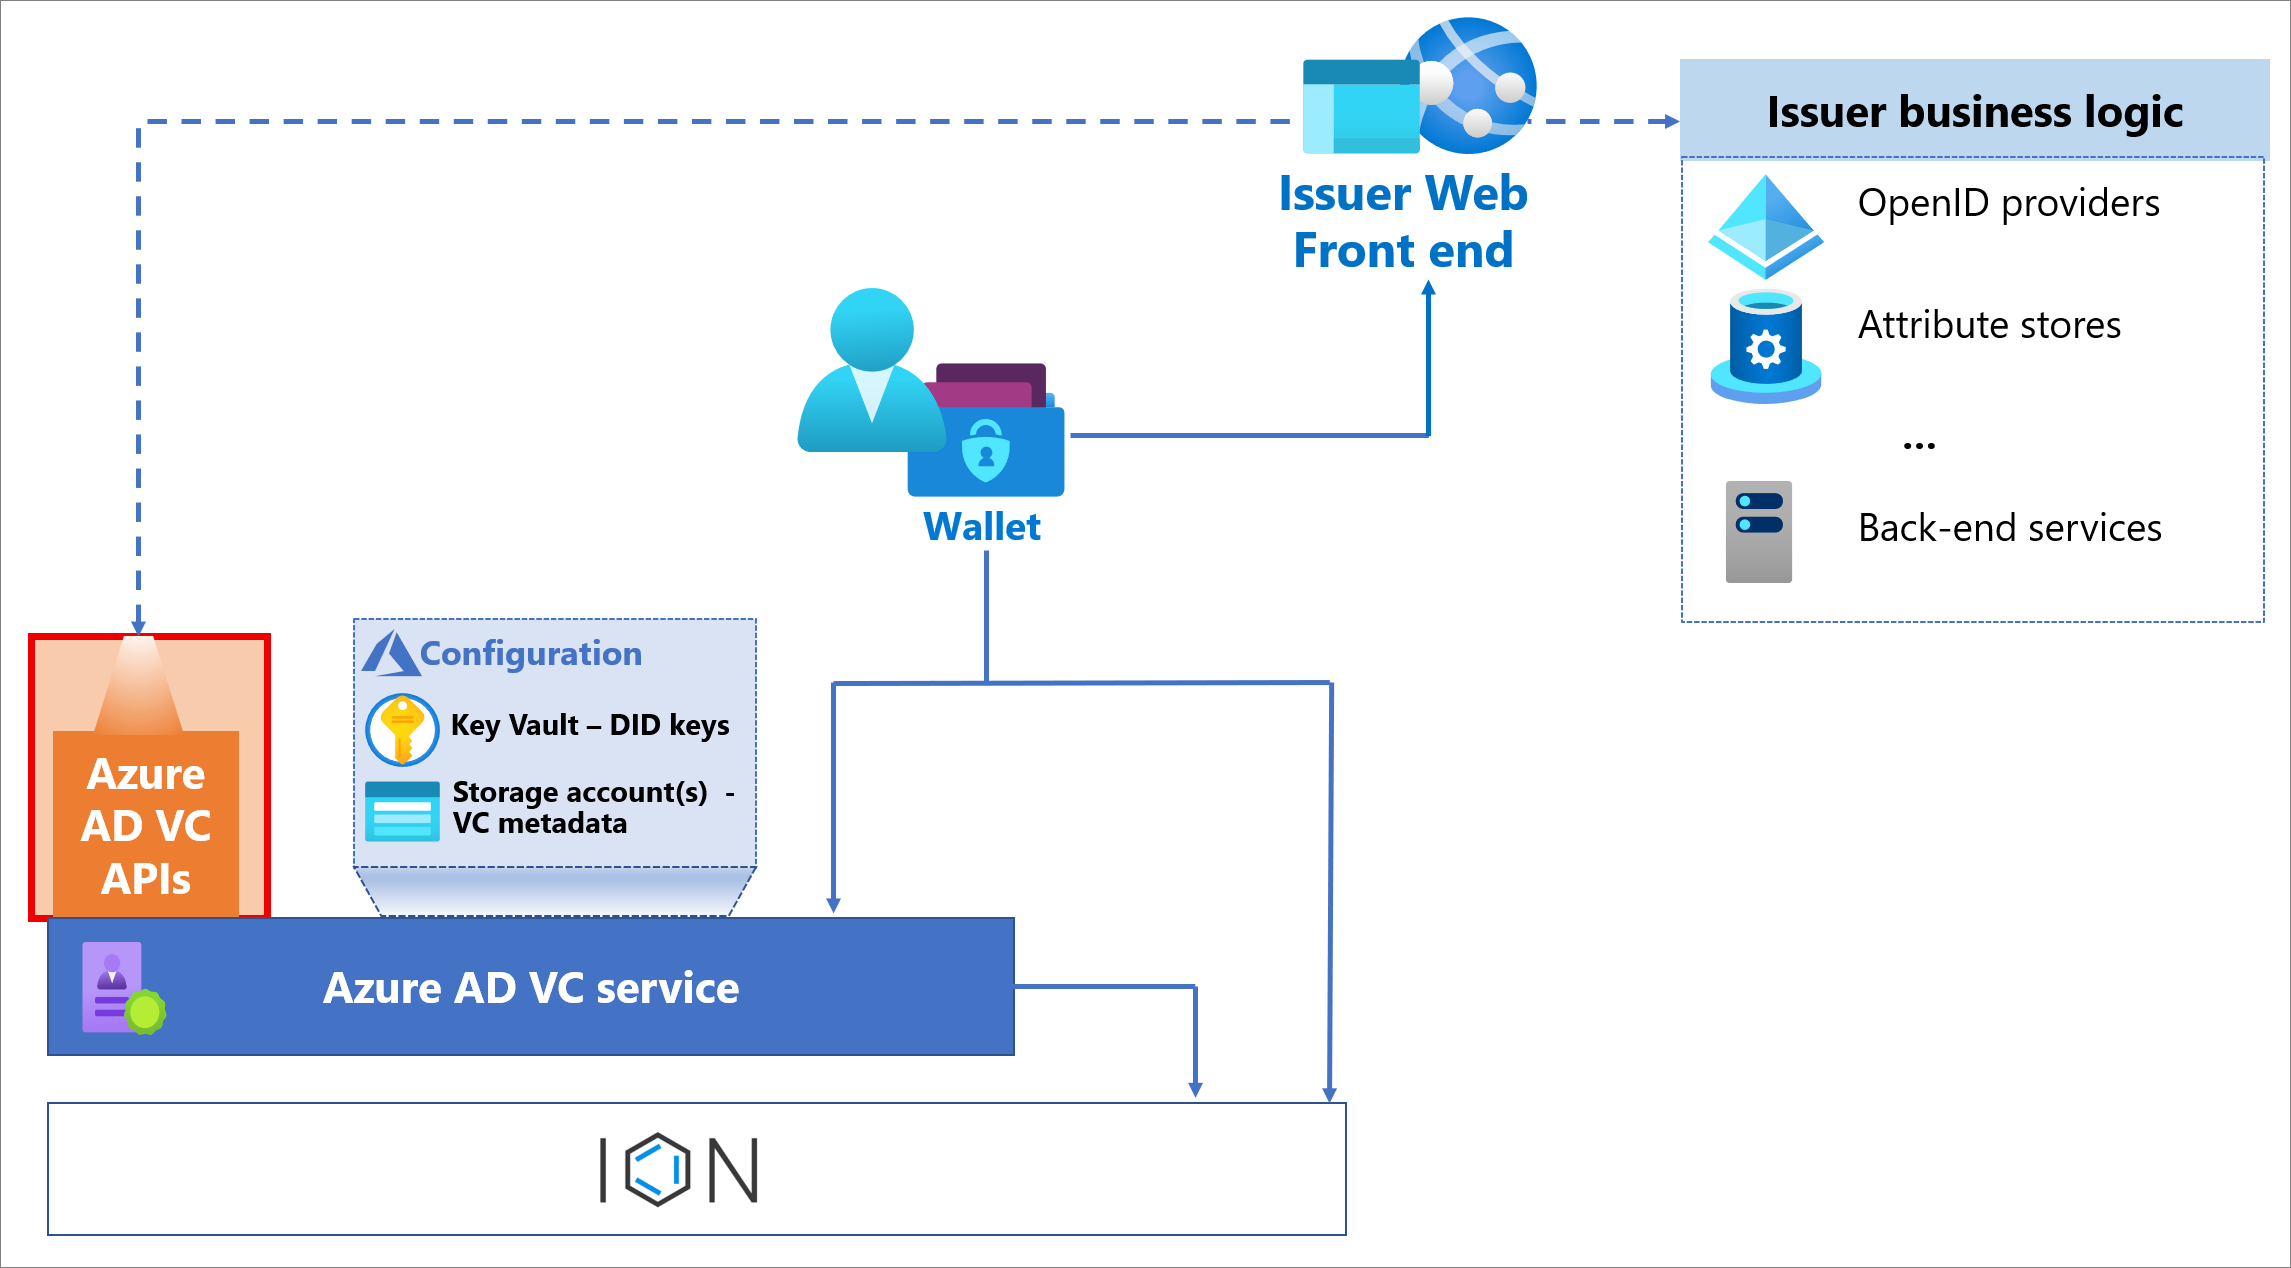 Issuer business logic
Issuer Web
Front end
OpenID providers
Attribute stores
...
Back-end services
Wallet
Configuration
Key Vault – DID keys
Storage account(s) -
VC metadata
Azure
AD VC
APIs
Azure AD VC service
ION